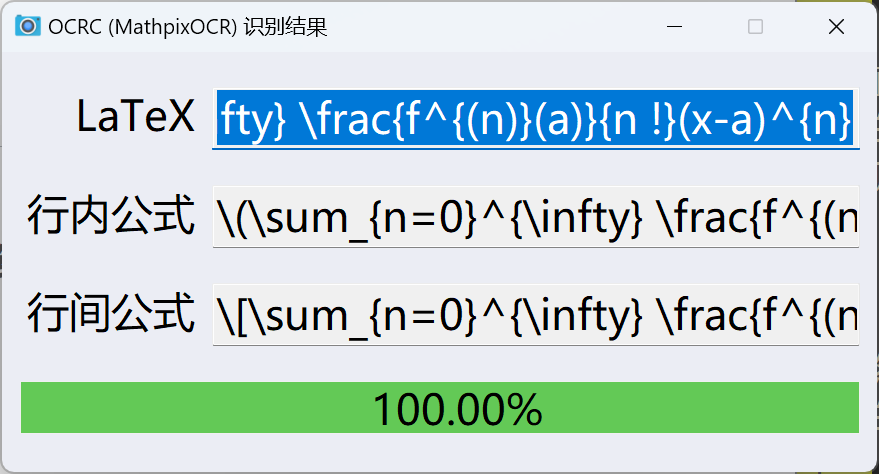 OCRC (MathpixOCR) 识别结果
LaTeX fty} \frac{f^{(n)}(a)}{n !}(x-a)^{n}
行内公式 \(\sum_{n=0}^{\infty} \frac{f^{(n
行间公式 \[\sum_{n=0}^{\infty} \frac{f^{(n
100.00%